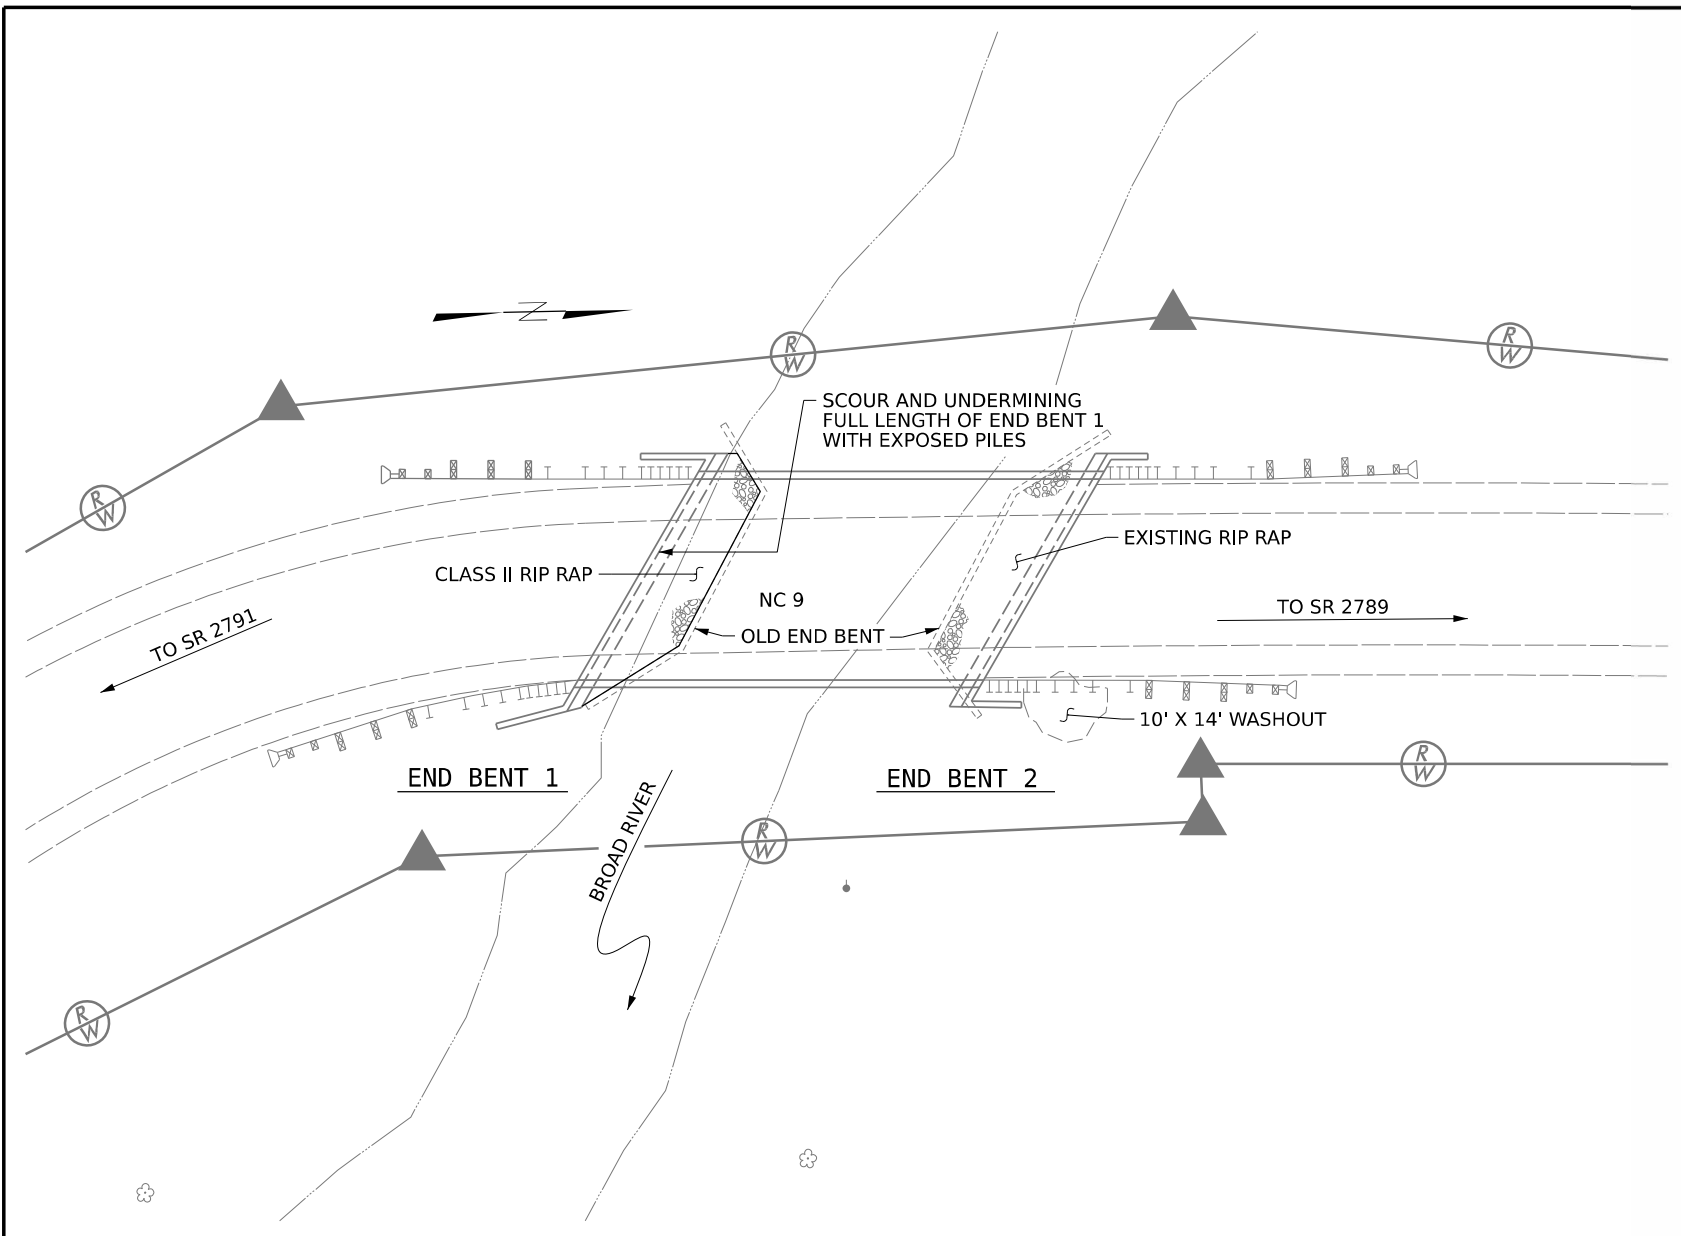 Z
R
W
R
W
R
W
SCOUR AND UNDERMINING
FULL LENGTH OF END BENT 1
WITH EXPOSED PILES
EXISTING RIP RAP
CLASS II RIP RAP
NC 9
TO SR 2789
TO SR 2791
OLD END BENT
10' X 14' WASHOUT
END BENT 1
END BENT 2
R
W
BROAD RIVER
R
W
R
W